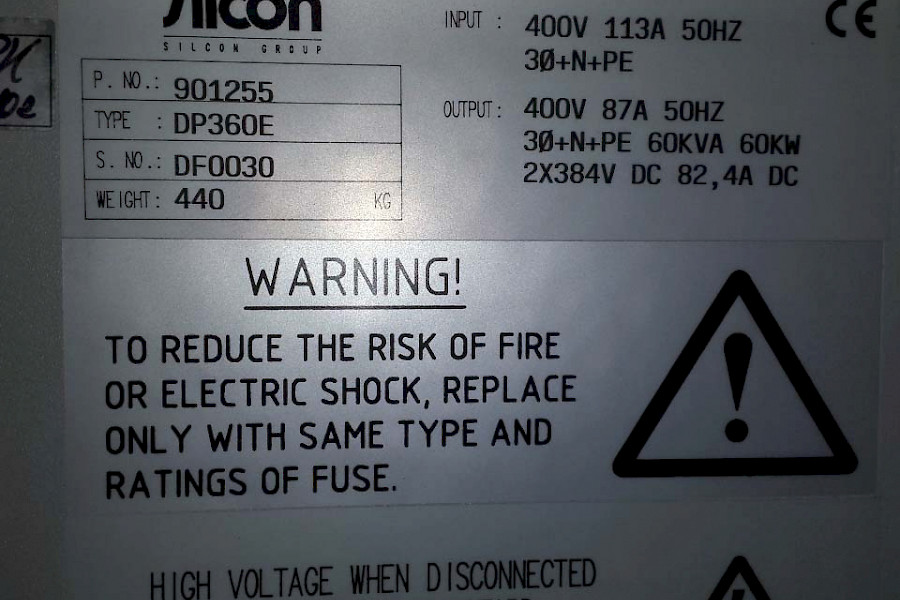 Silcon
SILCON GROUP
P. NO.: 901255
TYPE : DP360E
S. NO.: DF0030
WEIGHT: 440 KG
INPUT : 400V 113A 50HZ
3Ø+N+PE
OUTPUT: 400V 87A 50HZ
3Ø+N+PE 60KVA 60KW
2X384V DC 82,4A DC
CE
WARNING!
TO REDUCE THE RISK OF FIRE
OR ELECTRIC SHOCK, REPLACE
ONLY WITH SAME TYPE AND
RATINGS OF FUSE.
HIGH VOLTAGE WHEN DISCONNECTED